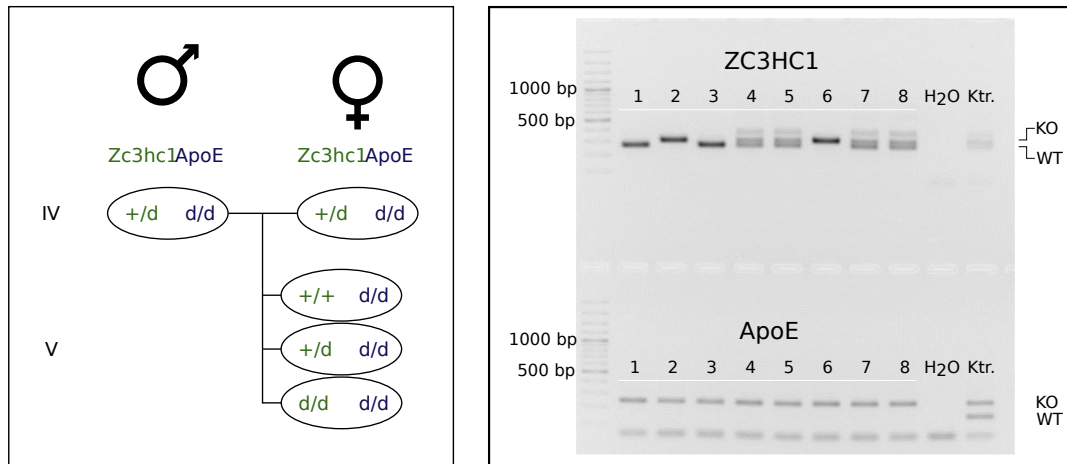 Zc3hc1ApoE
Zc3hc1ApoE
IV
+/d d/d
+/d d/d
+/+ d/d
V
+/d d/d
d/d d/d
ZC3HC1
1000 bp
1 2 3 4 5 6 7 8 H2O Ktr.
500 bp
KO
WT
ApoE
1000 bp
1 2 3 4 5 6 7 8 H2O Ktr.
500 bp
KO
WT